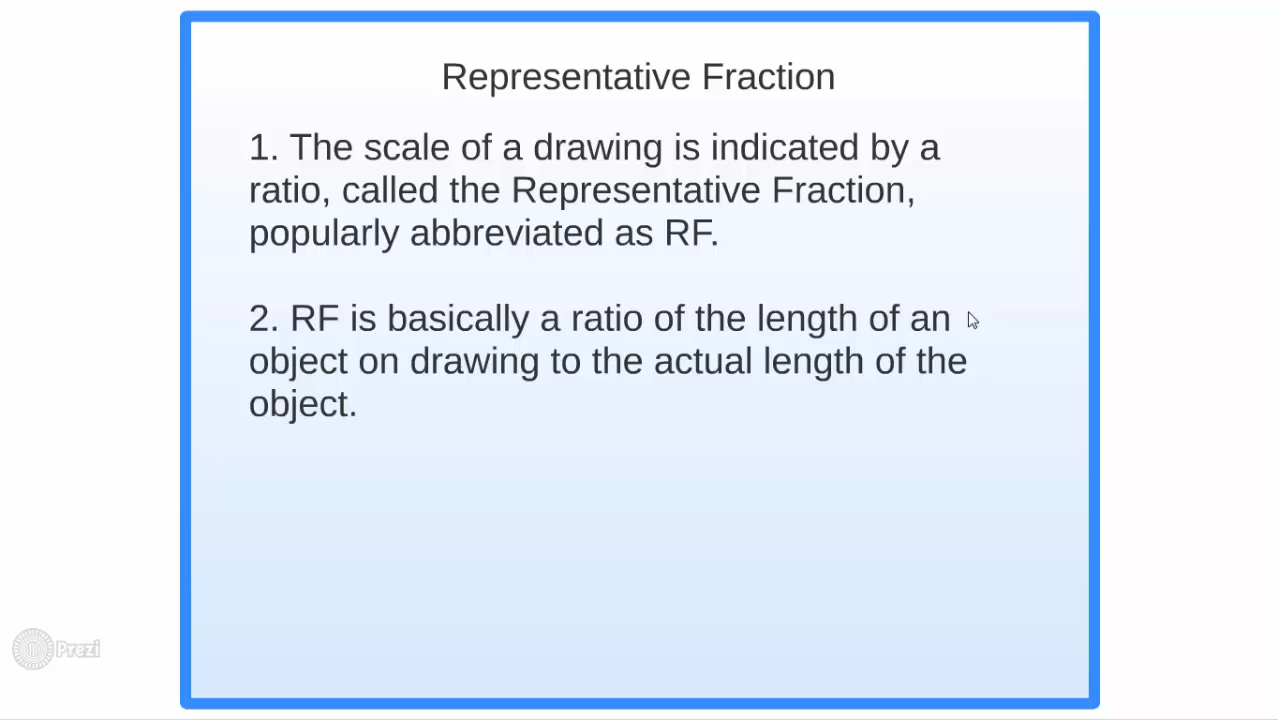 Representative Fraction
1. The scale of a drawing is indicated by a
ratio, called the Representative Fraction,
popularly abbreviated as RF.
2. RF is basically a ratio of the length of an
object on drawing to the actual length of the
object.
Prezi